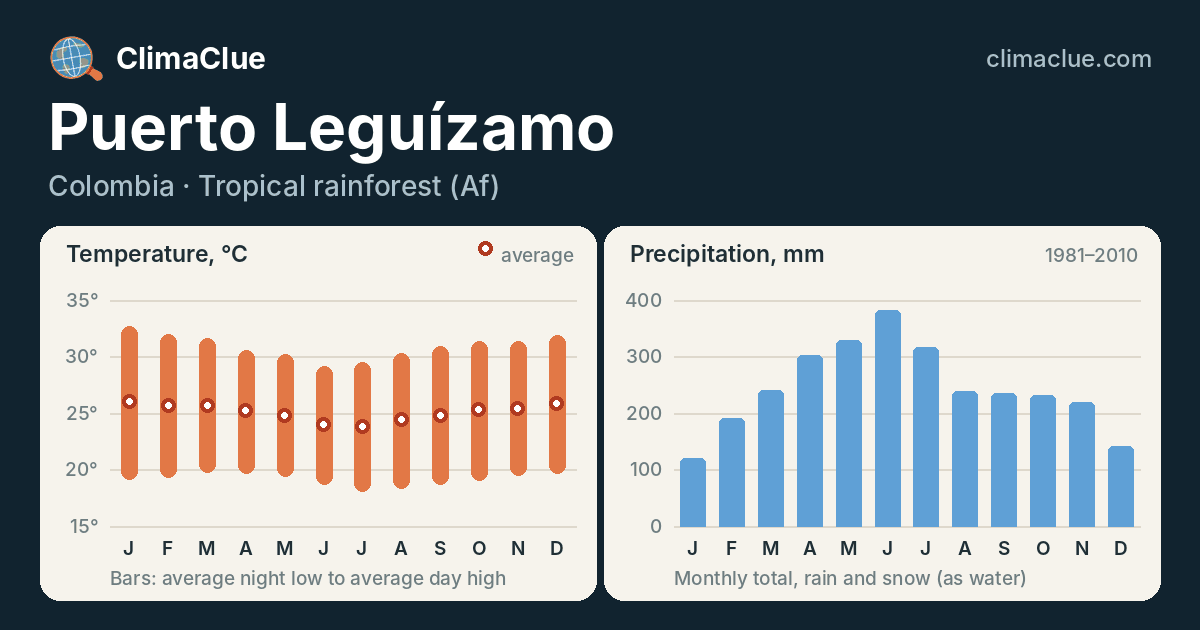 ClimaClue
climaclue.com
Puerto Leguízamo
Colombia · Tropical rainforest (Af)
Temperature, °C
average
35°
30°
25°
20°
15°
J F M A M J J A S O N D
Bars: average night low to average day high
Precipitation, mm
1981–2010
400
300
200
100
0
J F M A M J J A S O N D
Monthly total, rain and snow (as water)